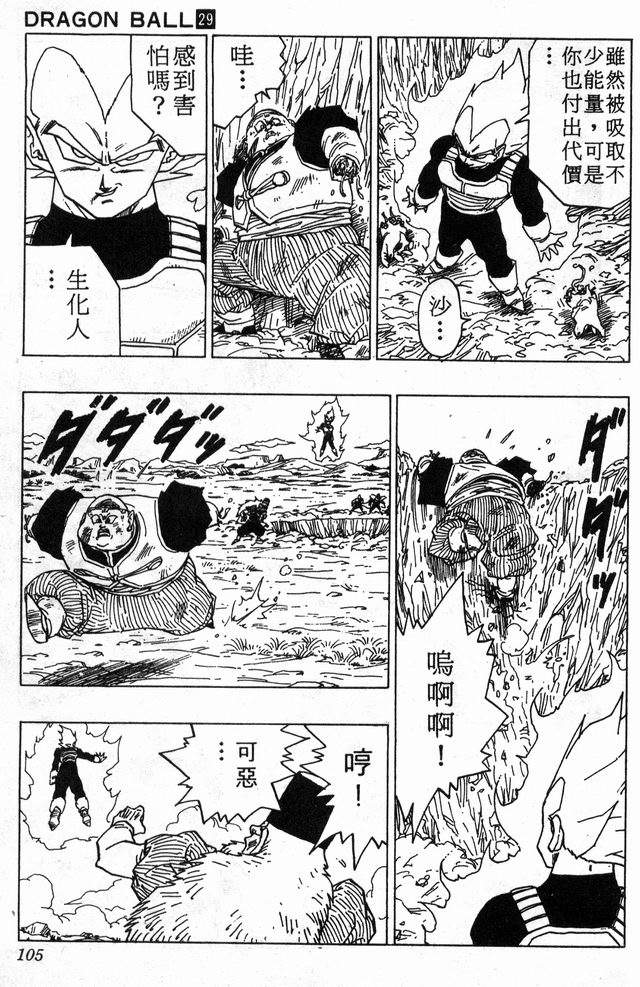 DRAGON BALL 29
雖然被吸取不
少能量，可是
你也付出代價
…
沙…
哇…
感到害
怕嗎？
生化人
…
ダダッ
嗚啊啊！
ダダダッ
哼！
可惡
…
105